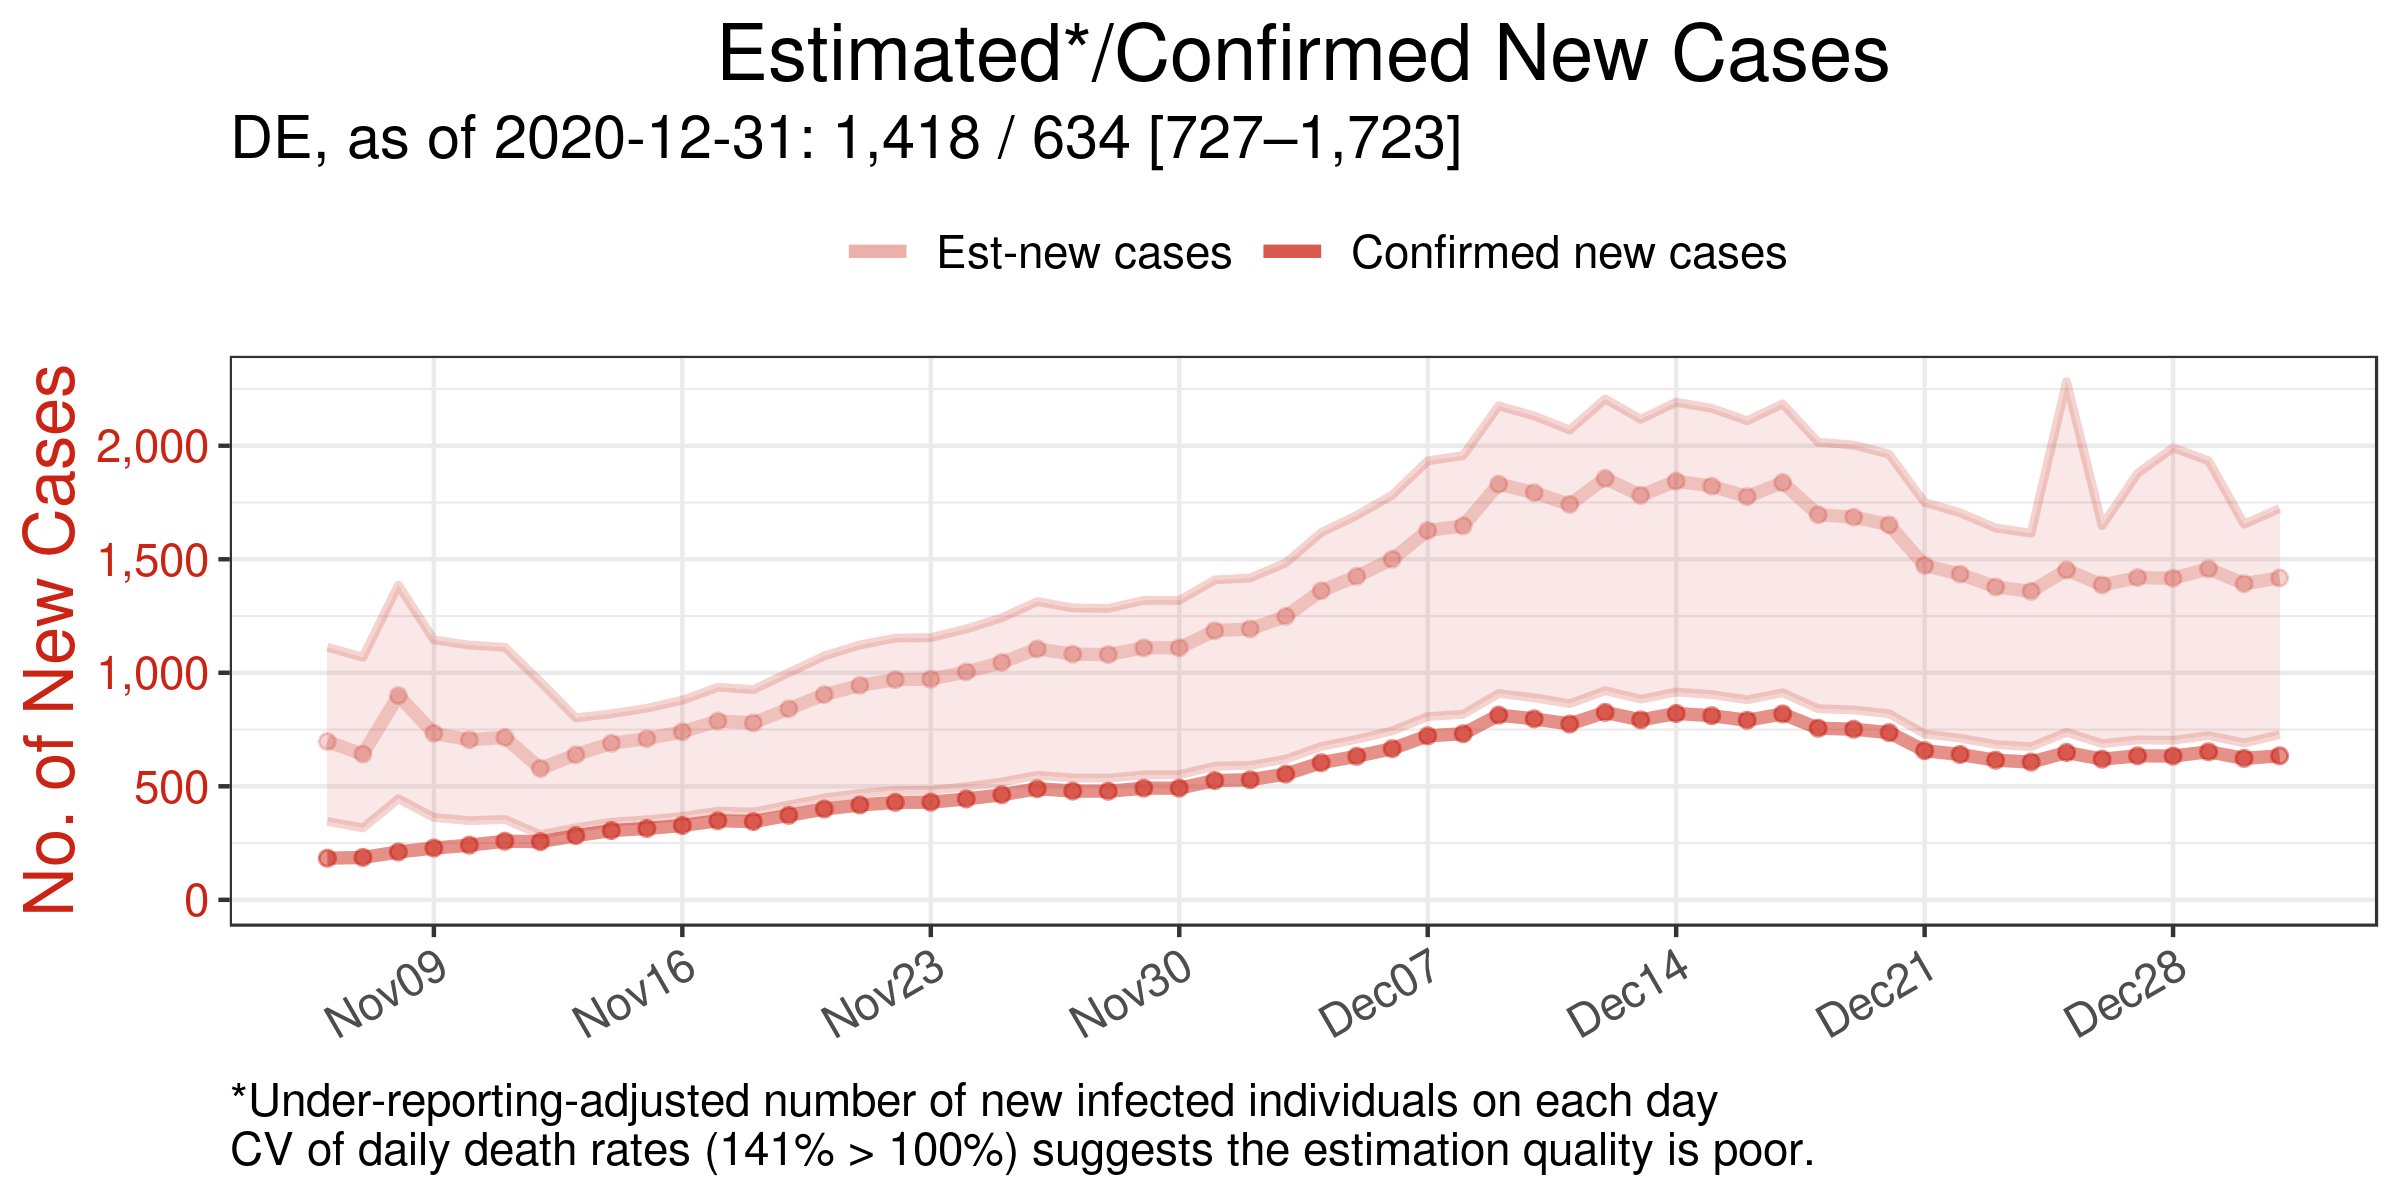 Estimated*/Confirmed New Cases
DE, as of 2020-12-31: 1,418 / 634 [727–1,723]
Est-new cases
Confirmed new cases
No. of New Cases
2,000
1,500
1,000
500
0
Nov09
Nov16
Nov23
Nov30
Dec07
Dec14
Dec21
Dec28
*Under-reporting-adjusted number of new infected individuals on each day
CV of daily death rates (141% > 100%) suggests the estimation quality is poor.